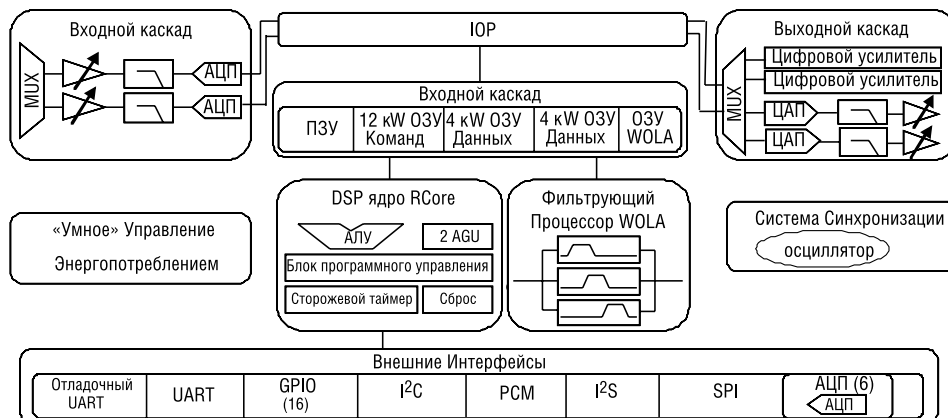 Входной каскад
MUX
АЦП
АЦП
IOP
Выходной каскад
MUX
Цифровой усилитель
Цифровой усилитель
ЦАП
ЦАП
Входной каскад
ПЗУ
12 kW ОЗУ
Команд
4 kW ОЗУ
Данных
4 kW ОЗУ
Данных
ОЗУ
WOLA
«Умное» Управление
Энергопотреблением
DSP ядро RCore
АЛУ
2 AGU
Блок программного управления
Сторожевой таймер
Сброс
Фильтрующий
Процессор WOLA
Система Синхронизации
осциллятор
Внешние Интерфейсы
Отладочный
UART
UART
GPIO
(16)
I²C
PCM
I²S
SPI
АЦП (6)
АЦП